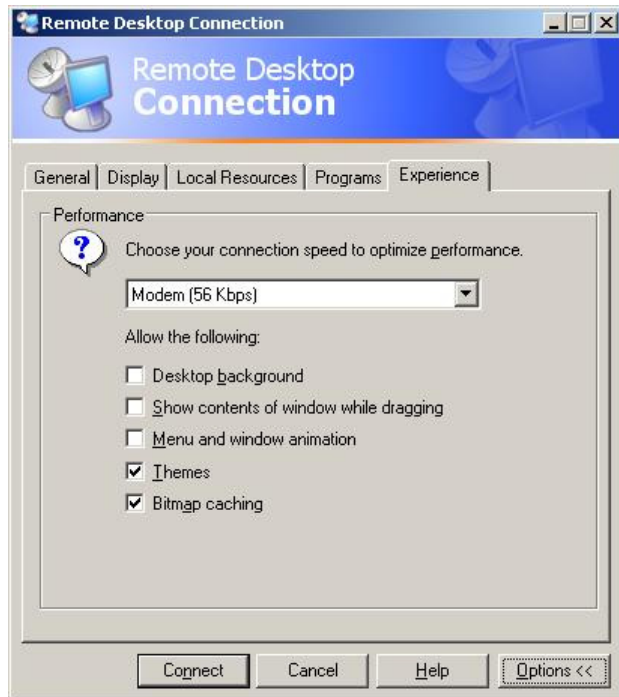 Remote Desktop Connection
Remote Desktop
Connection
General Display Local Resources Programs Experience
Performance
?
Choose your connection speed to optimize performance.
Modem (56 Kbps)
Allow the following:
Desktop background
Show contents of window while dragging
Menu and window animation
Themes
Bitmap caching
Connect Cancel Help Options <<